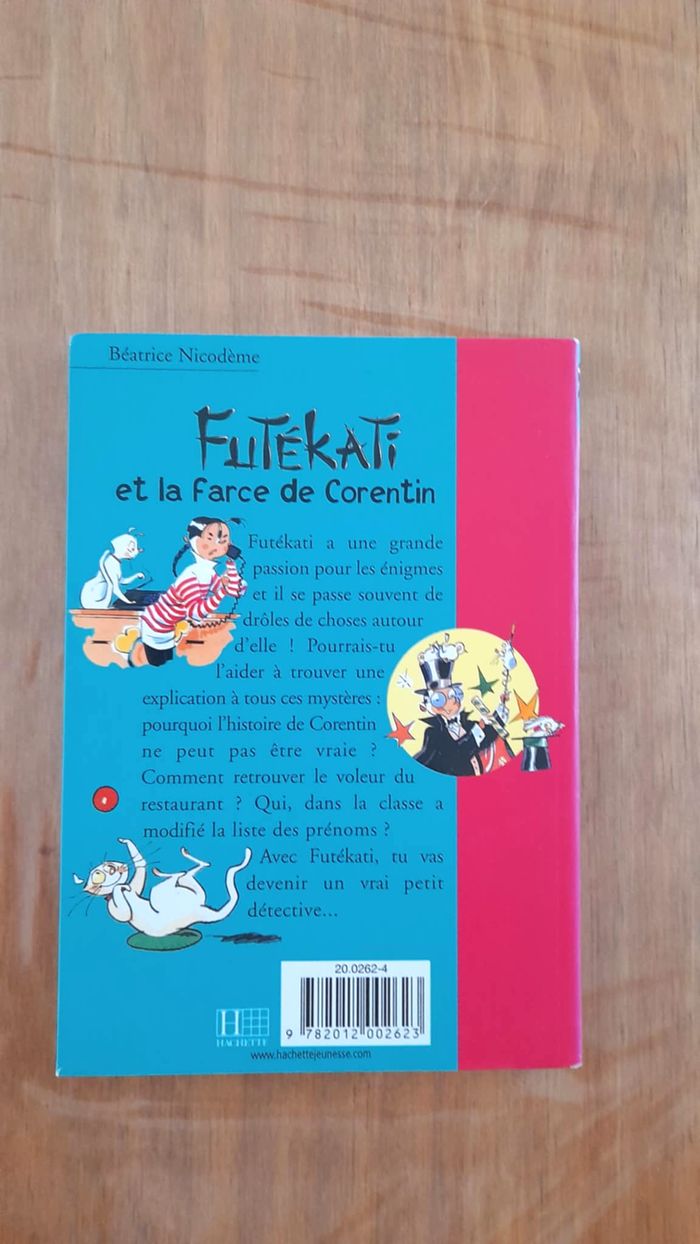 Béatrice Nicodème
FUTÉKATI
et la farce de Corentin
Futékati a une grande
passion pour les énigmes
et il se passe souvent de
drôles de choses autour
d'elle ! Pourrais-tu
l'aider à trouver une
explication à tous ces mystères :
pourquoi l'histoire de Corentin
ne peut pas être vraie ?
Comment retrouver le voleur du
restaurant ? Qui, dans la classe a
modifié la liste des prénoms ?
Avec Futékati, tu vas
devenir un vrai petit
détective...
20.0262-4
9 782012 002623
H
HACHETTE
www.hachettejeunesse.com